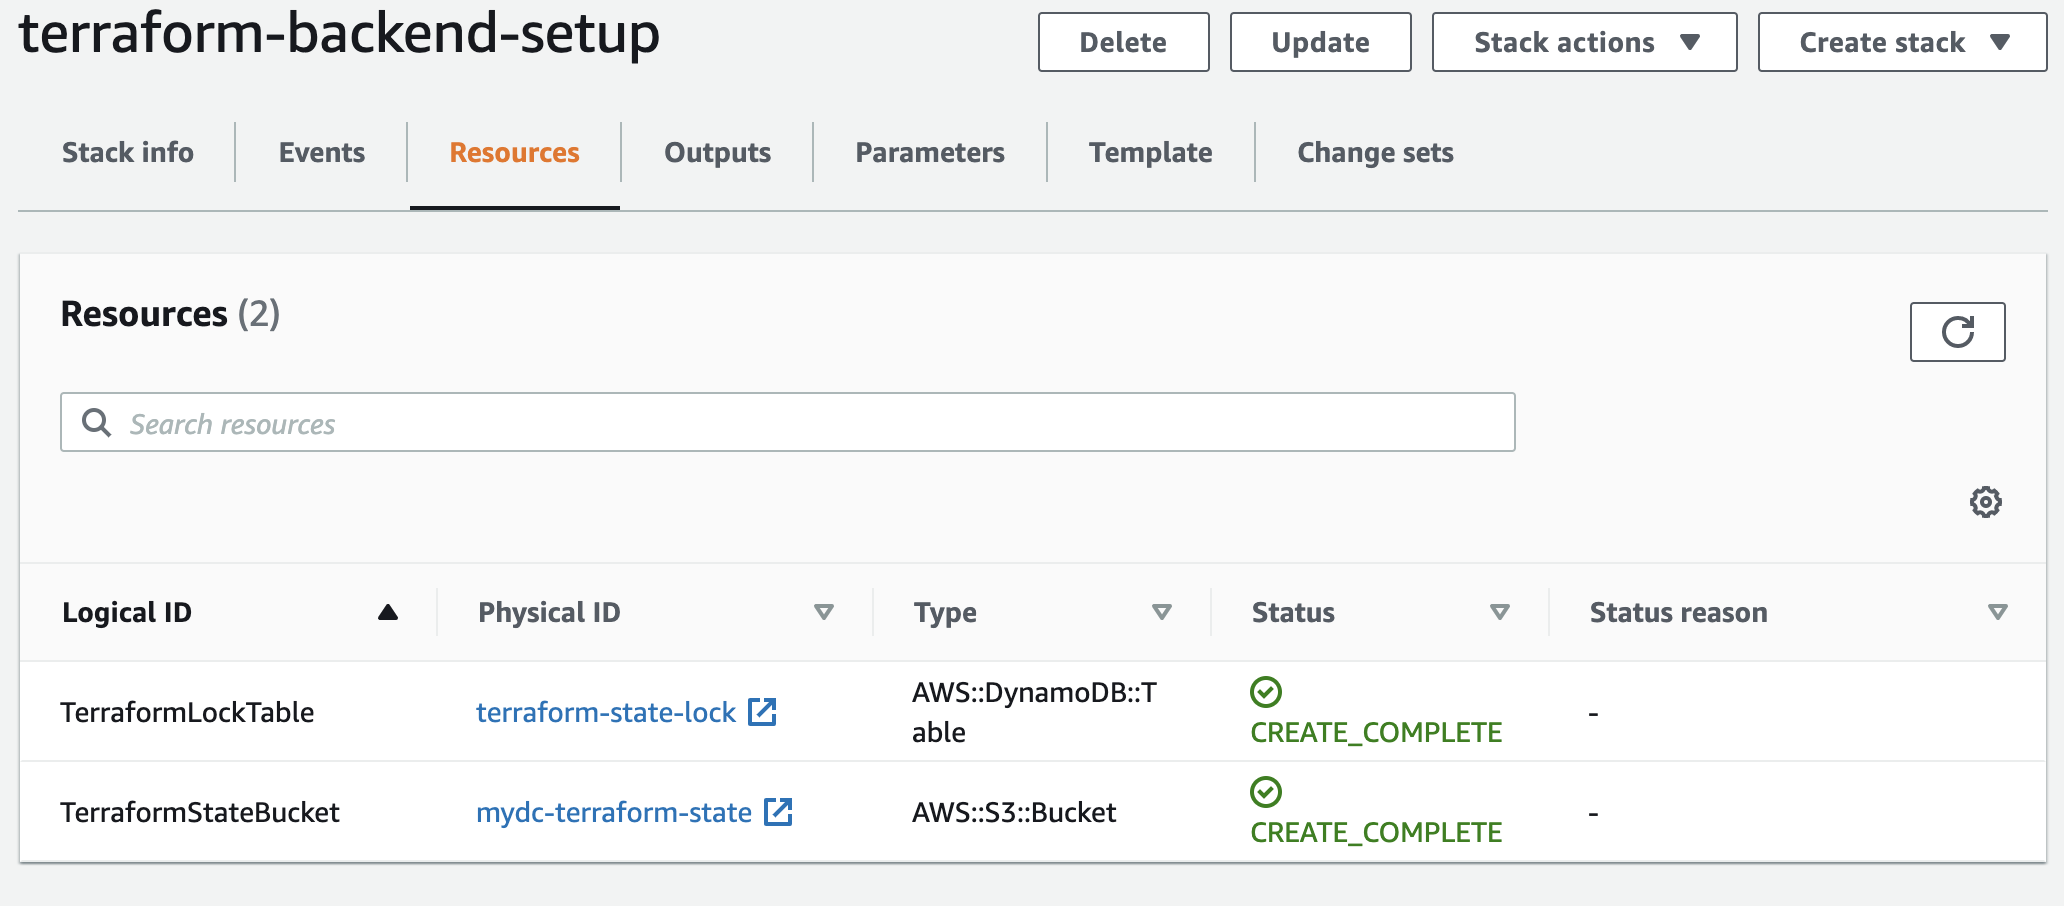 terraform-backend-setup
Delete
Update
Stack actions
Create stack
Stack info
Events
Resources
Outputs
Parameters
Template
Change sets
Resources (2)
Search resources
Logical ID
Physical ID
Type
Status
Status reason
TerraformLockTable
terraform-state-lock
AWS::DynamoDB::T
able
CREATE_COMPLETE
-
TerraformStateBucket
mydc-terraform-state
AWS::S3::Bucket
CREATE_COMPLETE
-